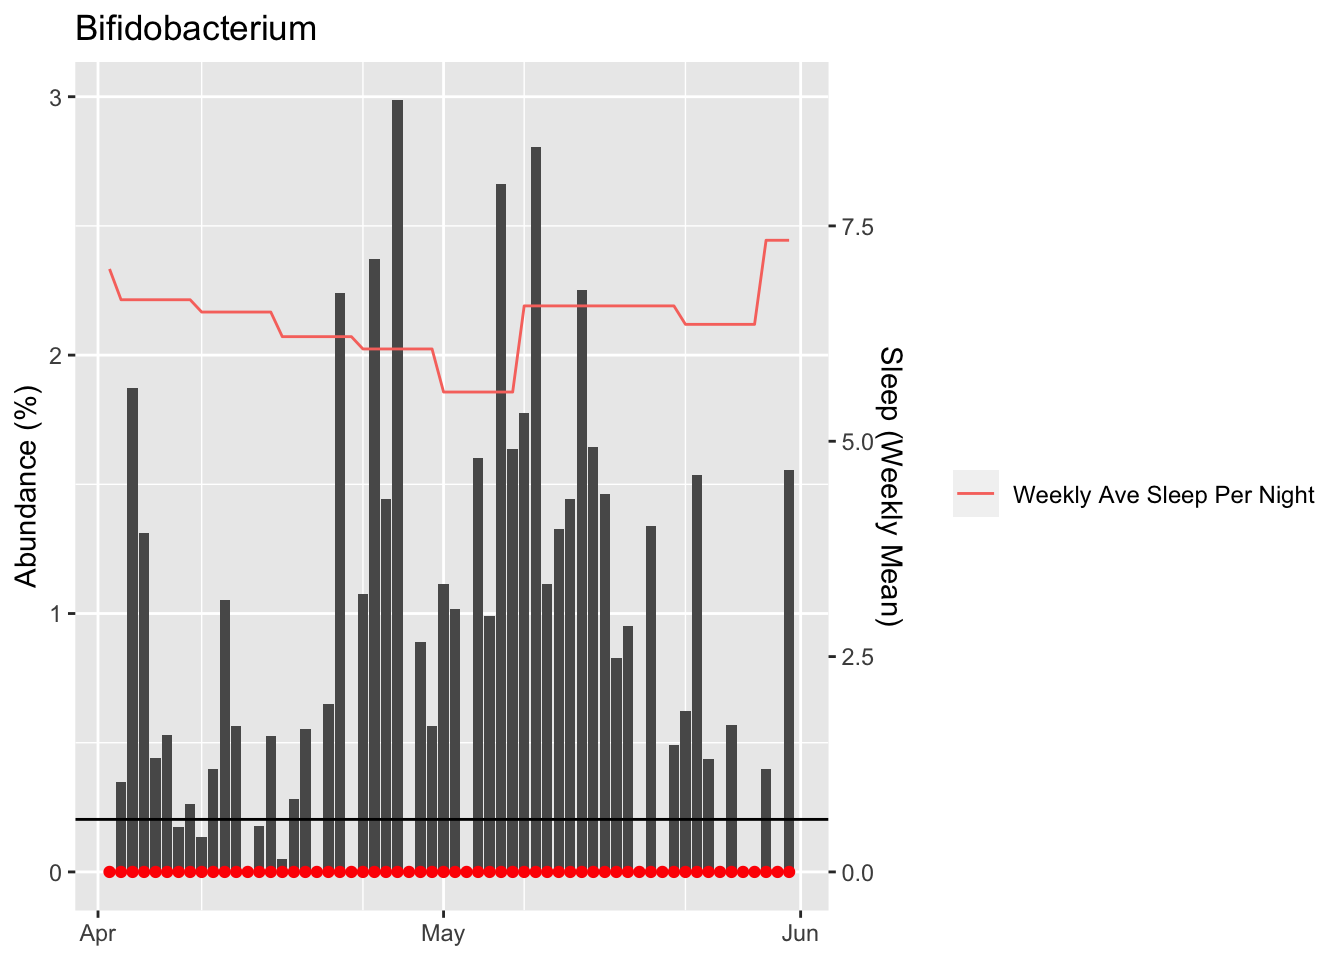 Bifidobacterium
3
2
1
0
Abundance (%)
7.5
5.0
2.5
0.0
Sleep (Weekly Mean)
Weekly Ave Sleep Per Night
Apr
May
Jun